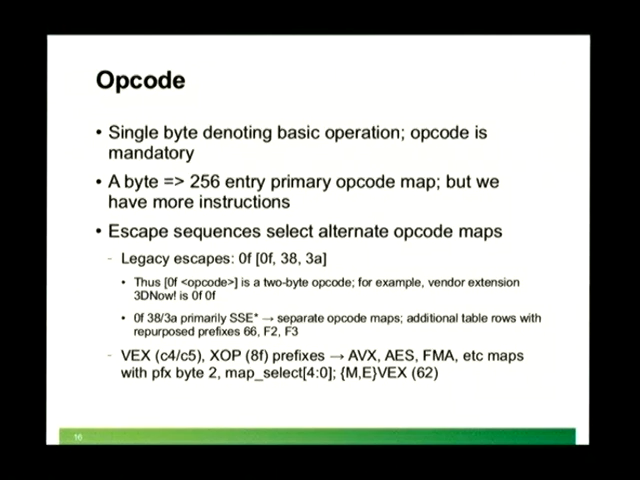 Opcode
• Single byte denoting basic operation; opcode is
mandatory
• A byte => 256 entry primary opcode map; but we
have more instructions
• Escape sequences select alternate opcode maps
– Legacy escapes: 0f [0f, 38, 3a]
• Thus [0f <opcode>] is a two-byte opcode; for example, vendor extension
3DNow! is 0f 0f
• 0f 38/3a primarily SSE* → separate opcode maps; additional table rows with
repurposed prefixes 66, F2, F3
– VEX (c4/c5), XOP (8f) prefixes → AVX, AES, FMA, etc maps
with pfx byte 2, map_select[4:0]; {M,E}VEX (62)
16